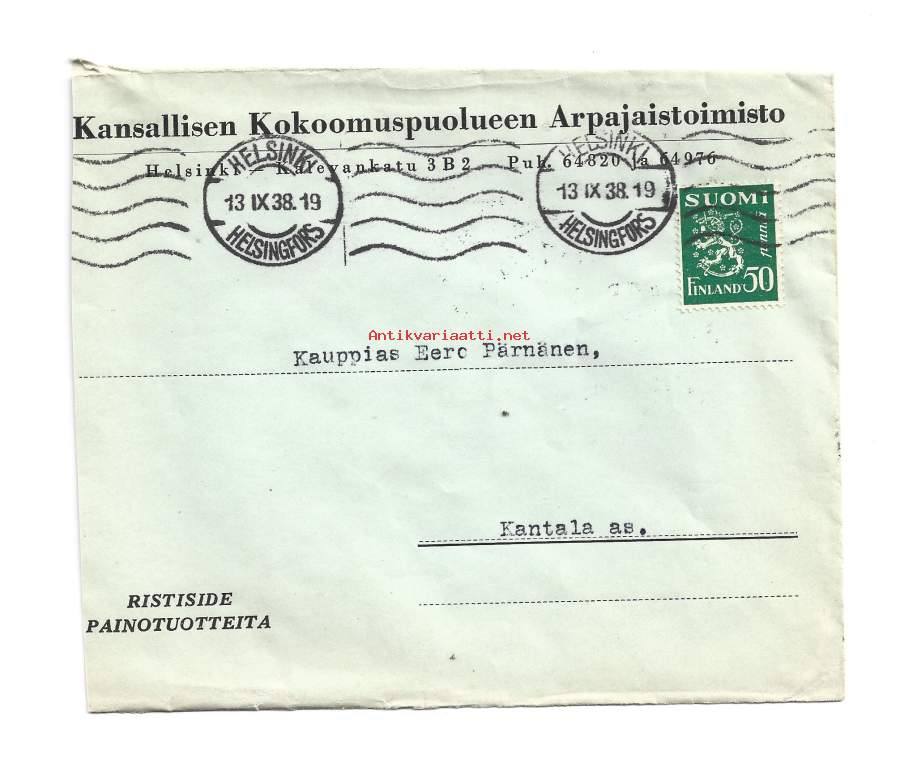 Kansallisen Kokoomuspuolueen Arpajaistoimisto
Helsinki — Kalevankatu 3 B 2 Puh. 64820 ja 64976
HELSINKI
13 IX 38.19
HELSINGFORS
HELSINKI
13 IX 38.19
HELSINGFORS
SUOMI
penniä
FINLAND 50
Antikvariaatti.net
Kauppias Eero Pärnänen,
Kantala as.
RISTISIDE
PAINOTUOTTEITA